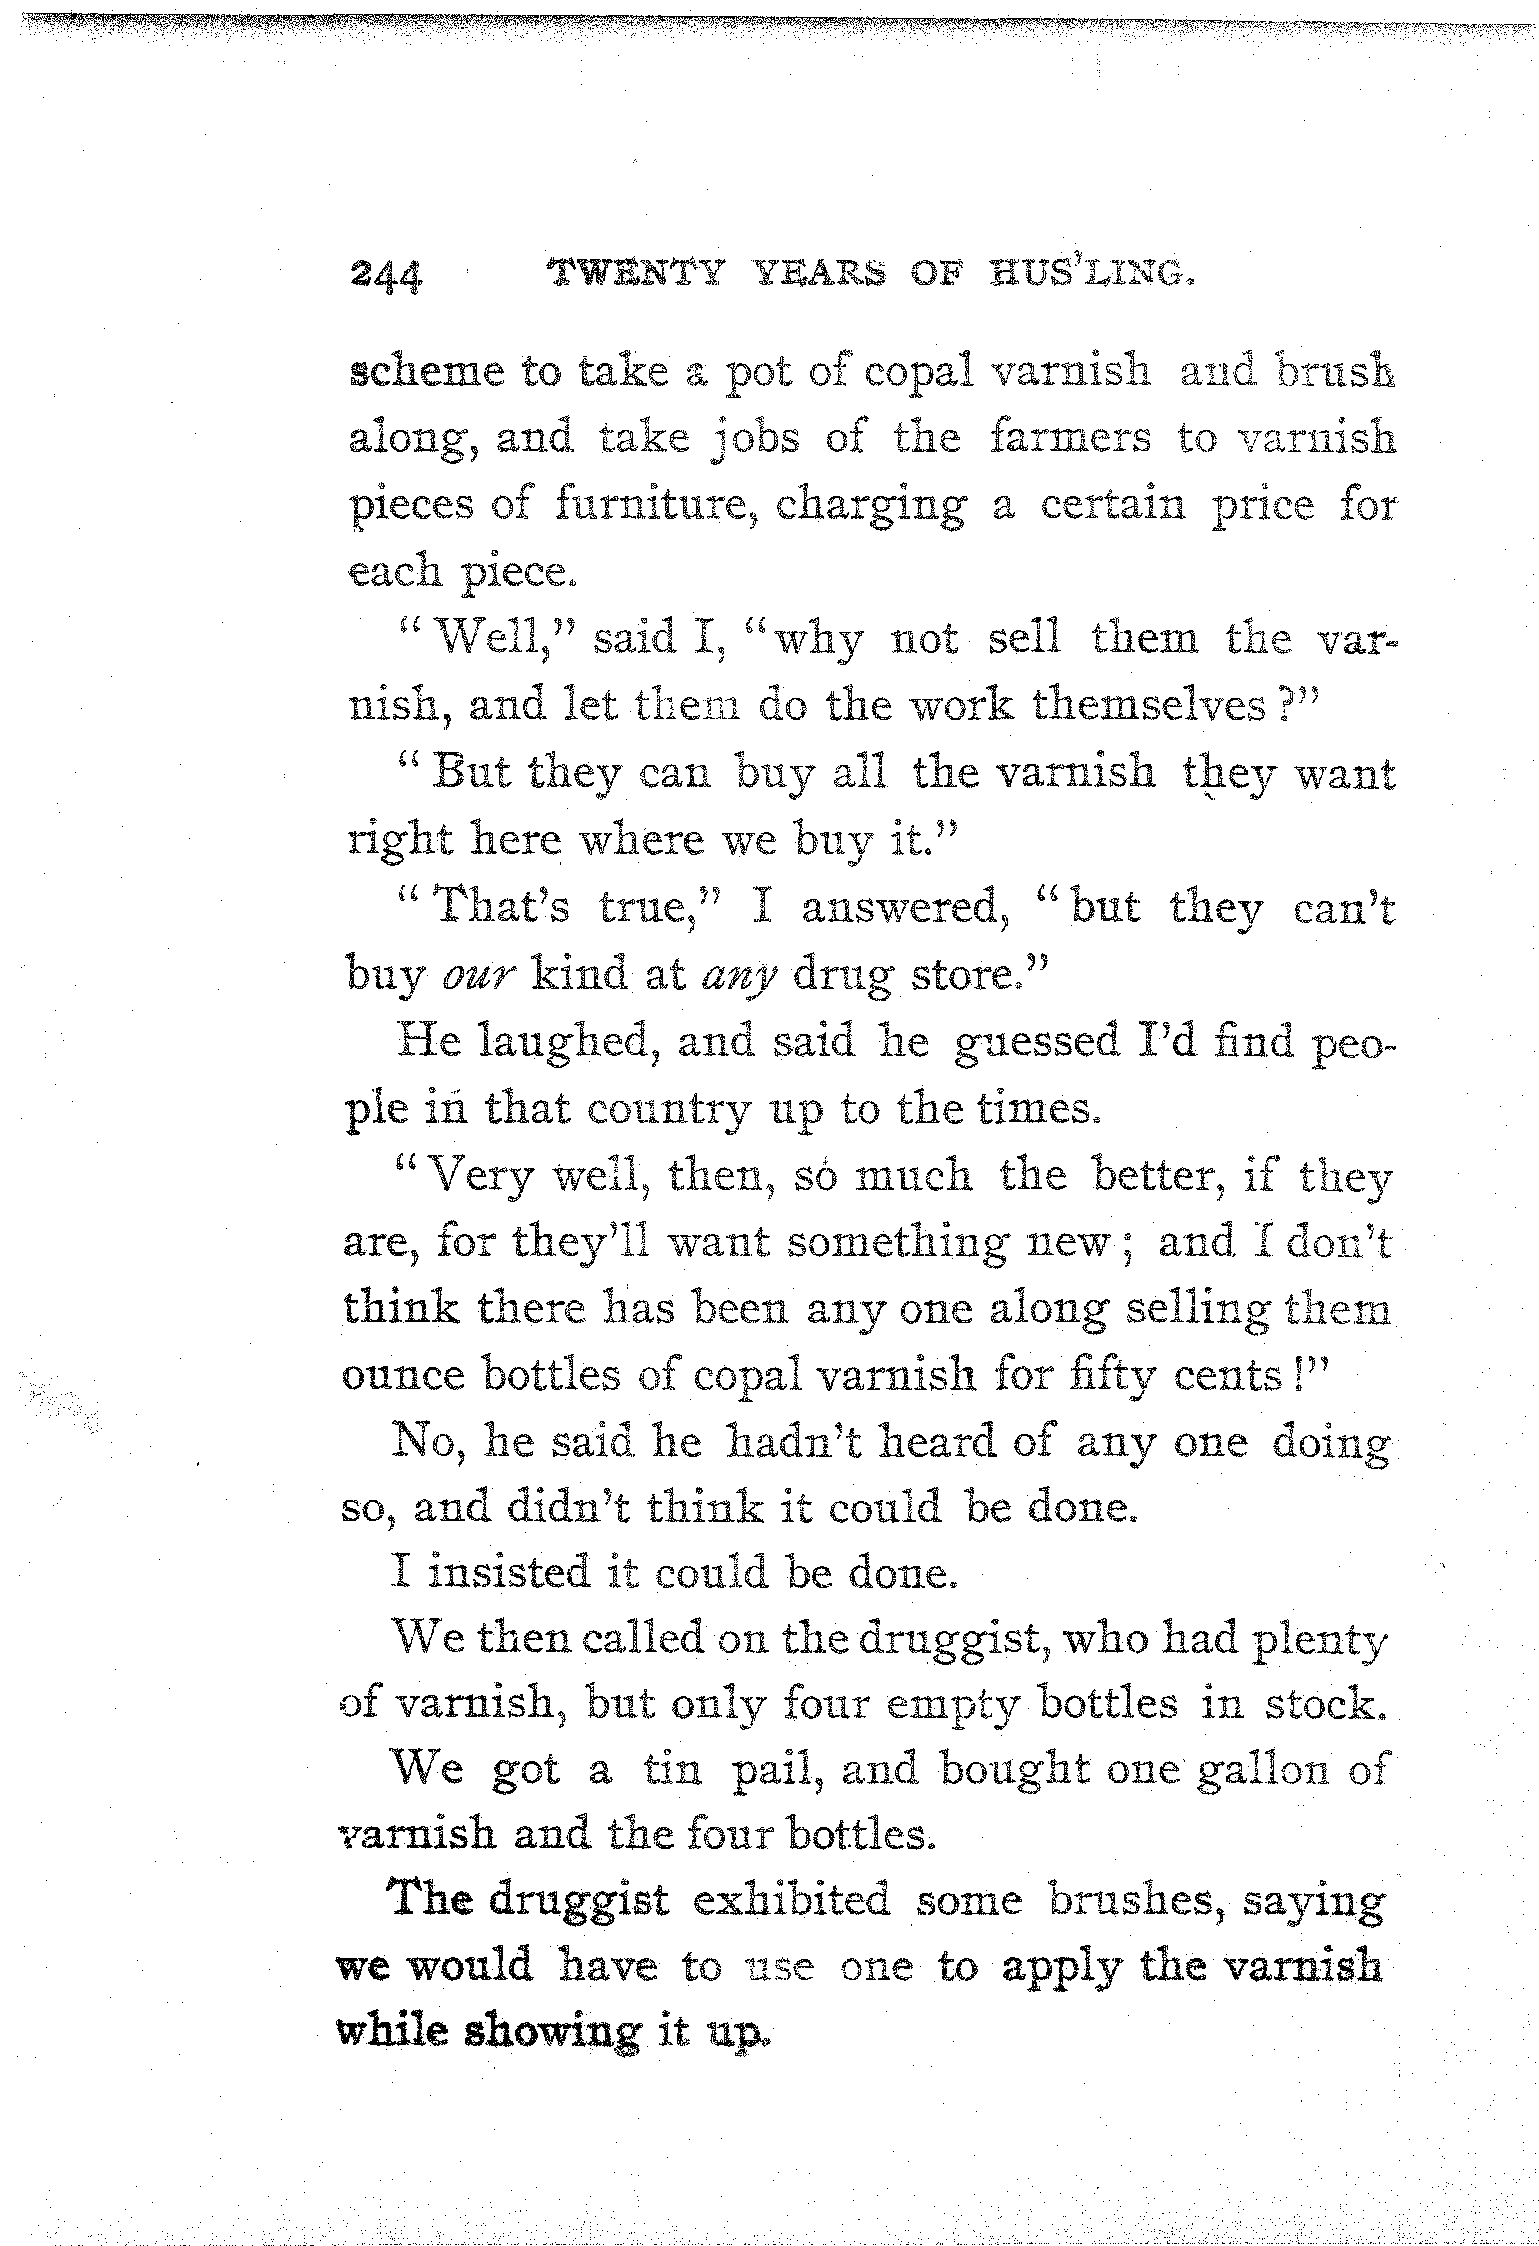 244 TWENTY YEARS OF HUS'LING.
scheme to take a pot of copal varnish and brush
along, and take jobs of the farmers to varnish
pieces of furniture, charging a certain price for
each piece.
“Well,” said I, “why not sell them the var-
nish, and let them do the work themselves?”
“But they can buy all the varnish they want
right here where we buy it.”
“That's true,” I answered, “but they can't
buy our kind at any drug store.”
He laughed, and said he guessed I'd find peo-
ple in that country up to the times.
“Very well, then, so much the better, if they
are, for they'll want something new; and I don't
think there has been any one along selling them
ounce bottles of copal varnish for fifty cents!”
No, he said he hadn't heard of any one doing
so, and didn't think it could be done.
I insisted it could be done.
We then called on the druggist, who had plenty
of varnish, but only four empty bottles in stock.
We got a tin pail, and bought one gallon of
varnish and the four bottles.
The druggist exhibited some brushes, saying
we would have to use one to apply the varnish
while showing it up.